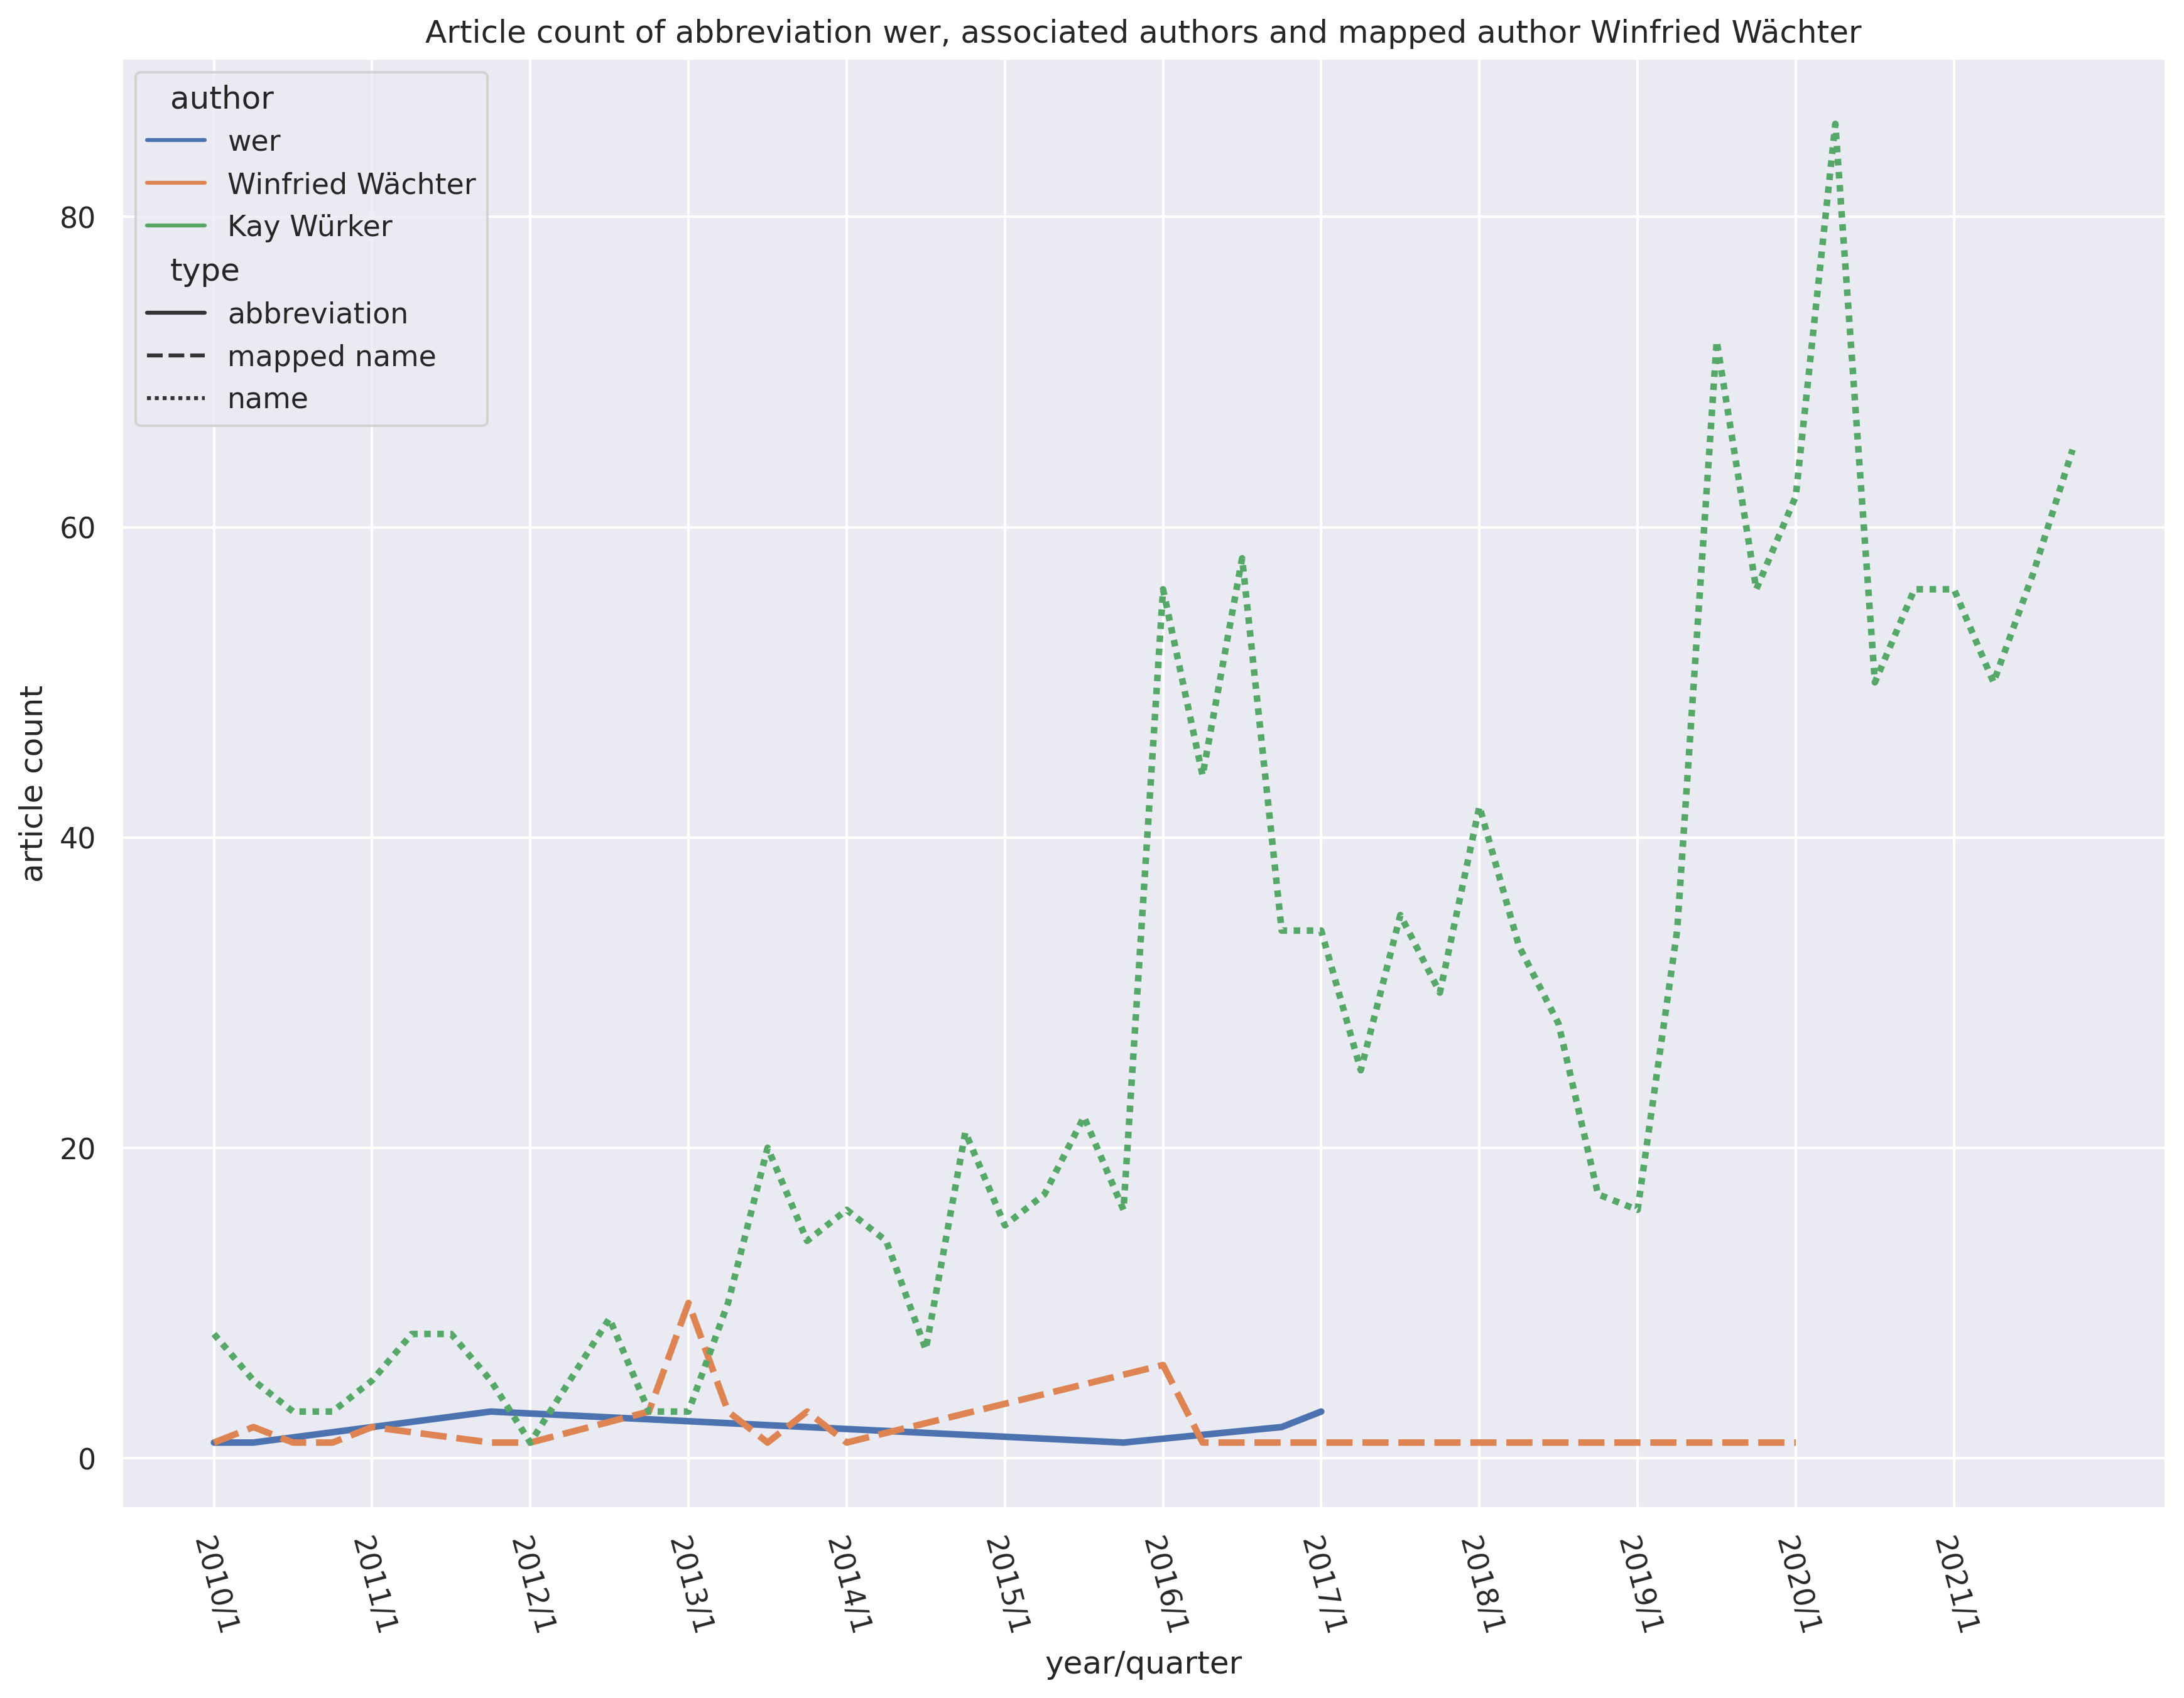 Article count of abbreviation wer, associated authors and mapped author Winfried Wächter
author
wer
Winfried Wächter
Kay Würker
type
abbreviation
mapped name
name
80
60
40
20
0
article count
2010/1
2011/1
2012/1
2013/1
2014/1
2015/1
2016/1
2017/1
2018/1
2019/1
2020/1
2021/1
year/quarter